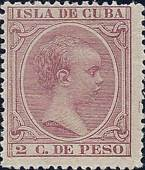 ISLA DE CUBA
2 C. DE PESO